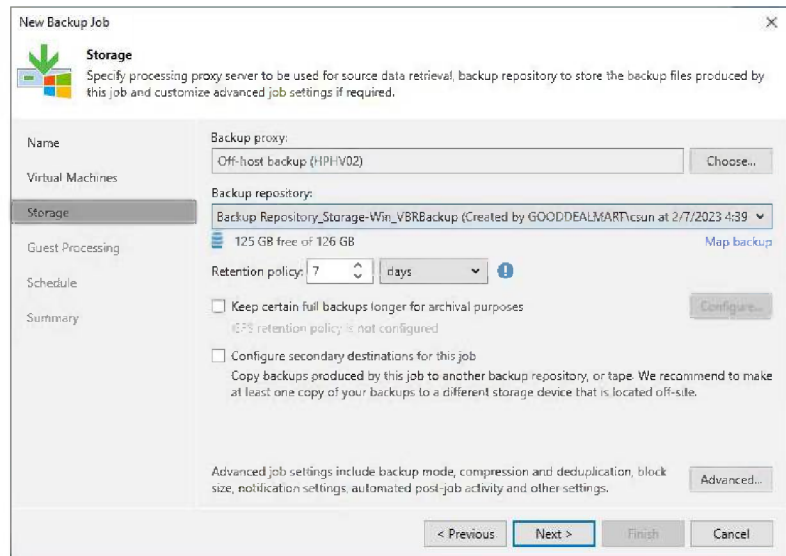 New Backup Job
Storage
Specify processing proxy server to be used for source data retrieval, backup repository to store the backup files produced by
this job and customize advanced job settings if required.
Name
Virtual Machines
Storage
Guest Processing
Schedule
Summary
Backup proxy:
Off-host backup (HPHV02)
Choose...
Backup repository:
Backup Repository_Storage-Win_VBRBackup (Created by GOODDEALMART\csun at 2/7/2023 4:39
125 GB free of 126 GB
Map backup
Retention policy: 7 days
Keep certain full backups longer for archival purposes
Configure...
GFS retention policy is not configured
Configure secondary destinations for this job
Copy backups produced by this job to another backup repository, or tape. We recommend to make
at least one copy of your backups to a different storage device that is located off-site.
Advanced job settings include backup mode, compression and deduplication, block
size, notification settings, automated post-job activity and other settings.
Advanced...
< Previous
Next >
Finish
Cancel